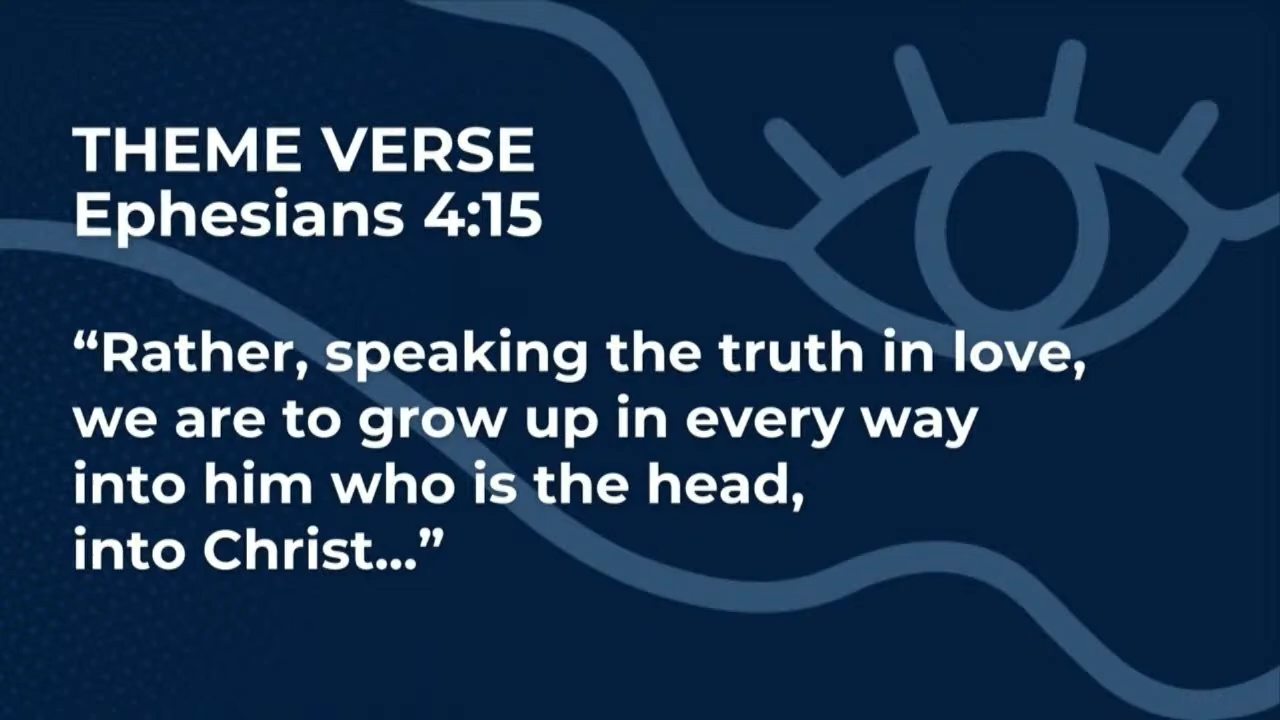 THEME VERSE
Ephesians 4:15
“Rather, speaking the truth in love,
we are to grow up in every way
into him who is the head,
into Christ...”